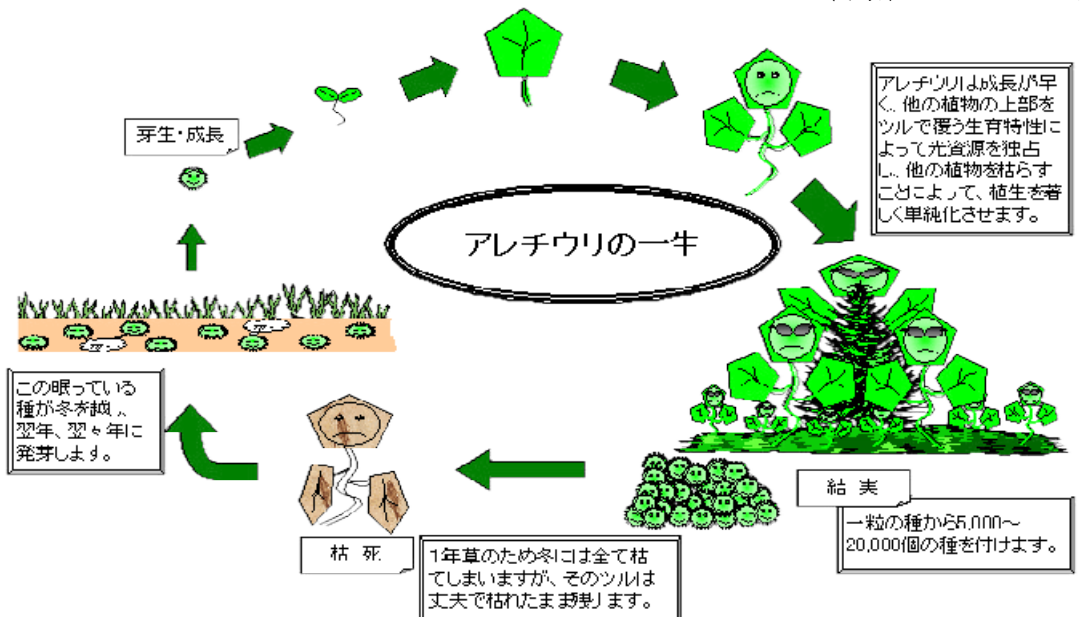 アレチウリの一生
芽生・成長
アレチウリは成長が早
く、他の植物の上部を
ツルで覆う生育特性に
よって光資源を独占
し、他の植物を枯らす
ことによって、植生を著
しく単純化させます。
結 実
一粒の種から5,000～
20,000個の種を付けます。
枯 死
1年草のため冬には全て枯
てしまいますが、そのツルは
丈夫で枯れたまま残ります。
この眠っている
種が冬を越し、
翌年、翌々年に
発芽します。